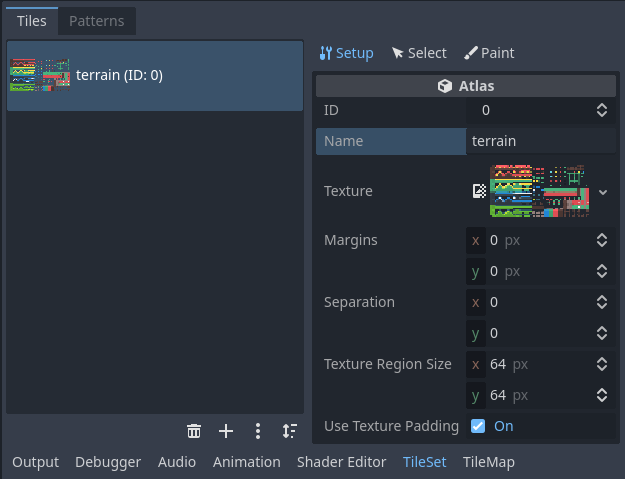 Tiles Patterns
terrain (ID: 0)
Setup Select Paint
Atlas
ID 0
Name terrain
Texture
Margins x 0 px
y 0 px
Separation x 0
y 0
Texture Region Size x 64 px
y 64 px
Use Texture Padding On
Output Debugger Audio Animation Shader Editor TileSet TileMap